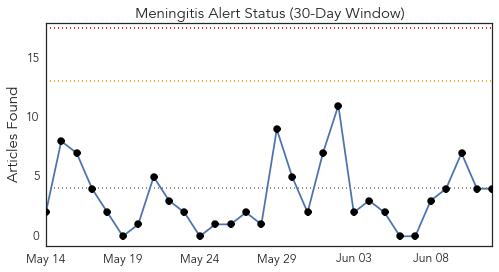 Meningitis Alert Status (30-Day Window)
Articles Found
15
10
5
0
May 14 May 19 May 24 May 29 Jun 03 Jun 08